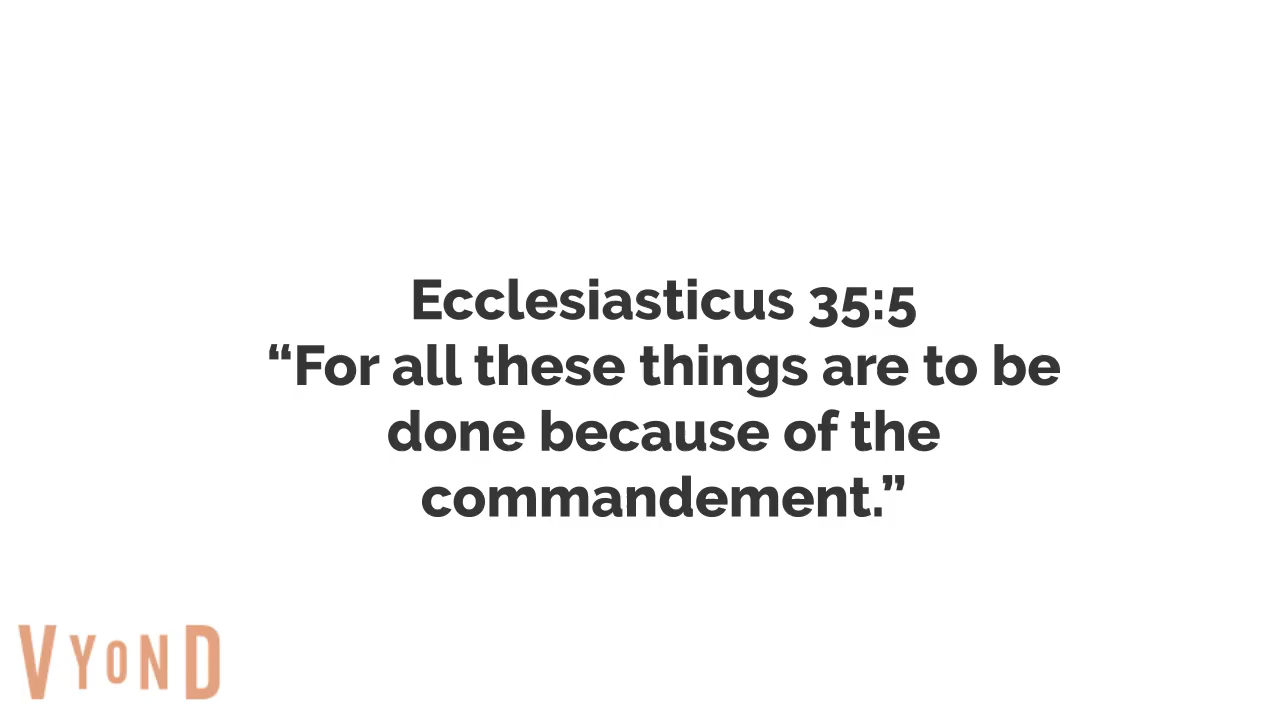 Ecclesiasticus 35:5
“For all these things are to be
done because of the
commandement.”
VYOND